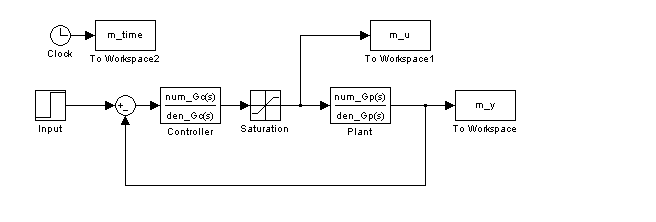 m_time
Clock
To Workspace2
m_u
To Workspace1
Input
+
num_Gc(s)
den_Gc(s)
Controller
Saturation
num_Gp(s)
den_Gp(s)
Plant
m_y
To Workspace